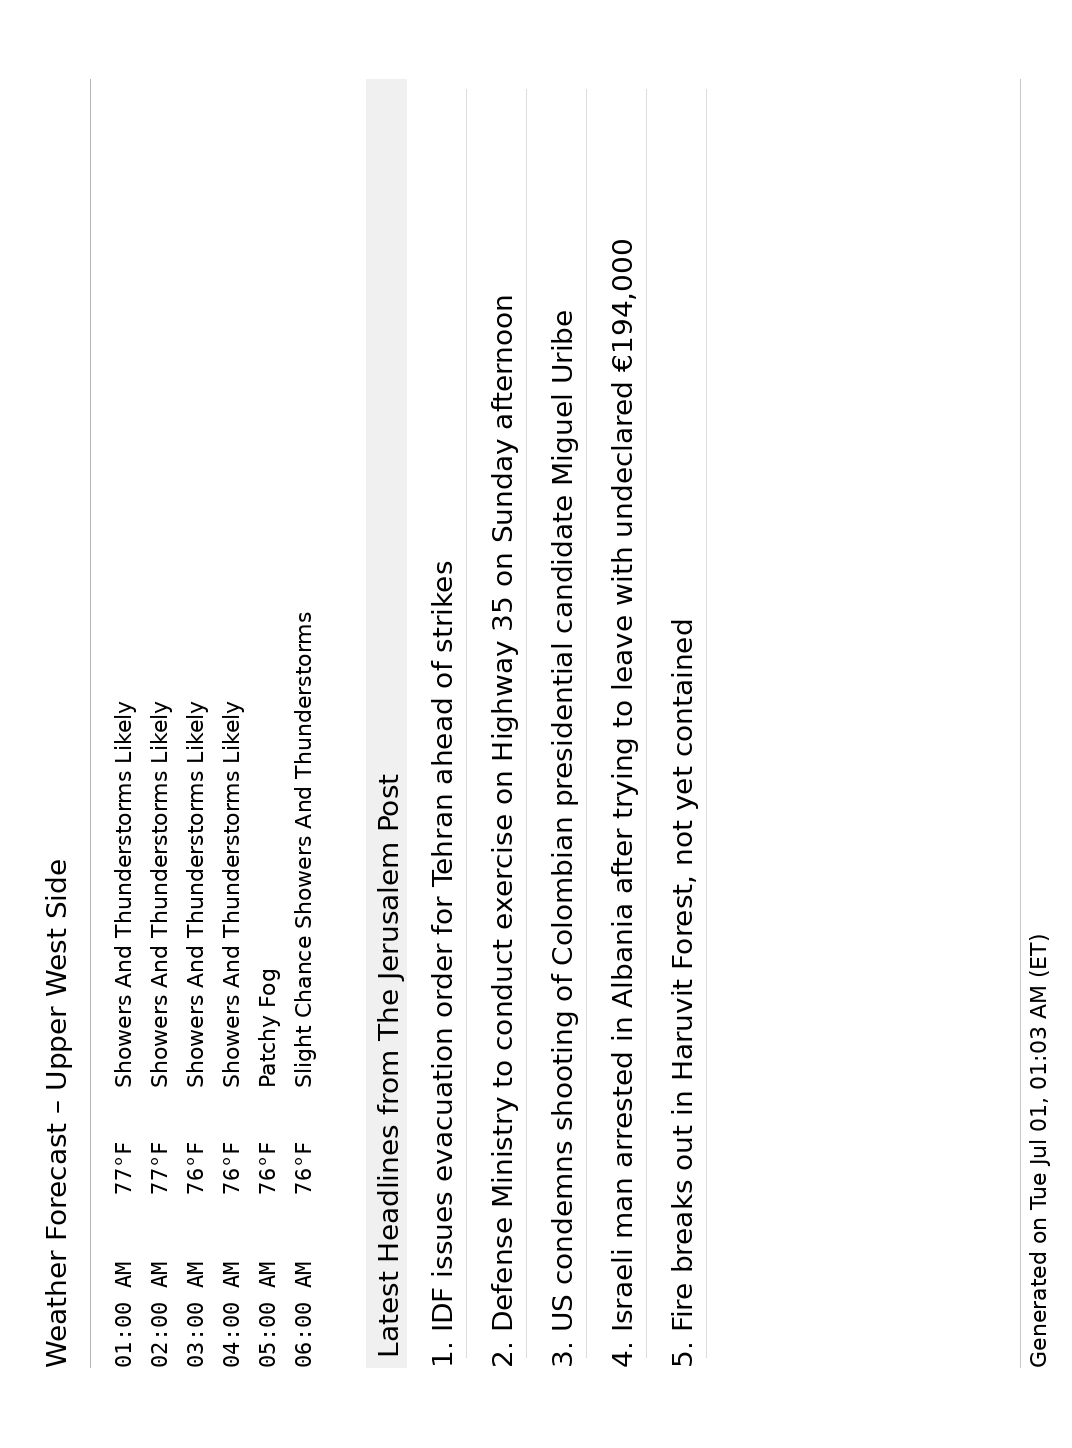 Weather Forecast – Upper West Side
01:00 AM 77°F Showers And Thunderstorms Likely
02:00 AM 77°F Showers And Thunderstorms Likely
03:00 AM 76°F Showers And Thunderstorms Likely
04:00 AM 76°F Showers And Thunderstorms Likely
05:00 AM 76°F Patchy Fog
06:00 AM 76°F Slight Chance Showers And Thunderstorms
Latest Headlines from The Jerusalem Post
1. IDF issues evacuation order for Tehran ahead of strikes
2. Defense Ministry to conduct exercise on Highway 35 on Sunday afternoon
3. US condemns shooting of Colombian presidential candidate Miguel Uribe
4. Israeli man arrested in Albania after trying to leave with undeclared €194,000
5. Fire breaks out in Haruvit Forest, not yet contained
Generated on Tue Jul 01, 01:03 AM (ET)